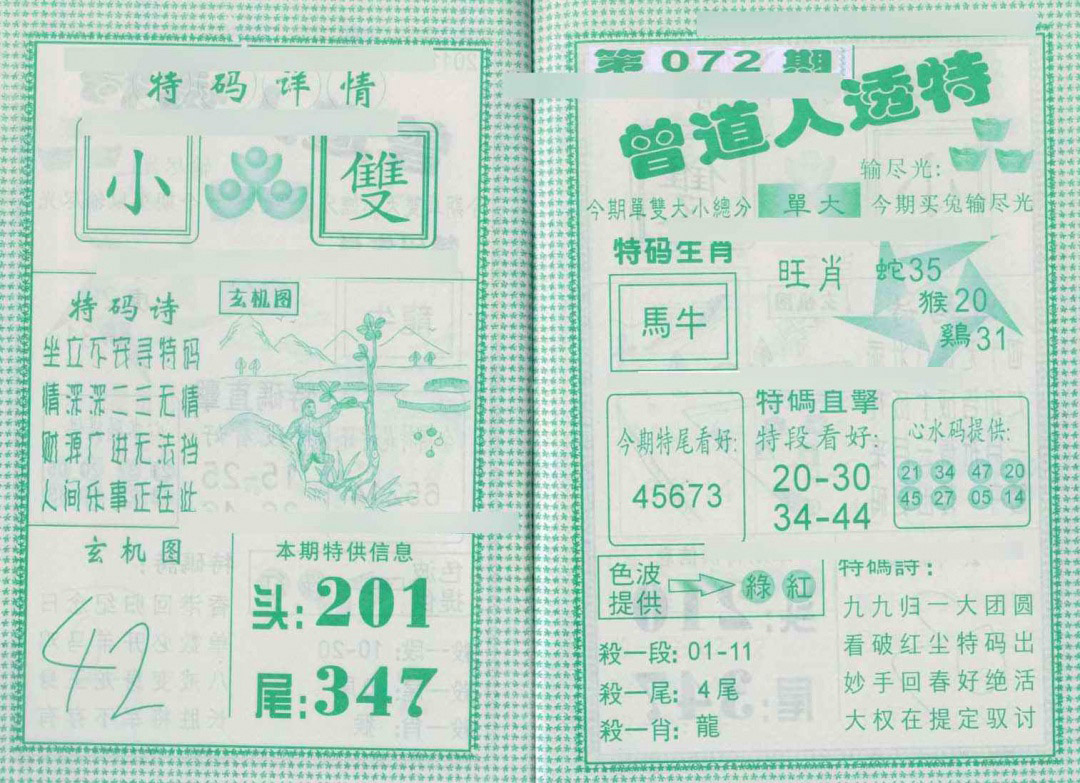 特码详情
小 雙
特码诗
坐立不安寻特码
情深深二三无情
财源广进无法挡
人间乐事正在此
玄机图
玄机图
42
本期特供信息
头:201
尾:347
第072期
曾道人透特
输尽光:
今期單雙大小總分 單大 今期买兔输尽光
特码生肖
馬牛
旺肖
蛇35
猴20
鷄31
今期特尾看好:
45673
特碼直擊
特段看好:
20-30
34-44
心水码提供:
21 34 47 20
45 27 05 14
色波
提供
綠 紅
殺一段: 01-11
殺一尾: 4尾
殺一肖: 龍
特碼詩:
九九归一大团圆
看破红尘特码出
妙手回春好绝活
大权在提定驭讨